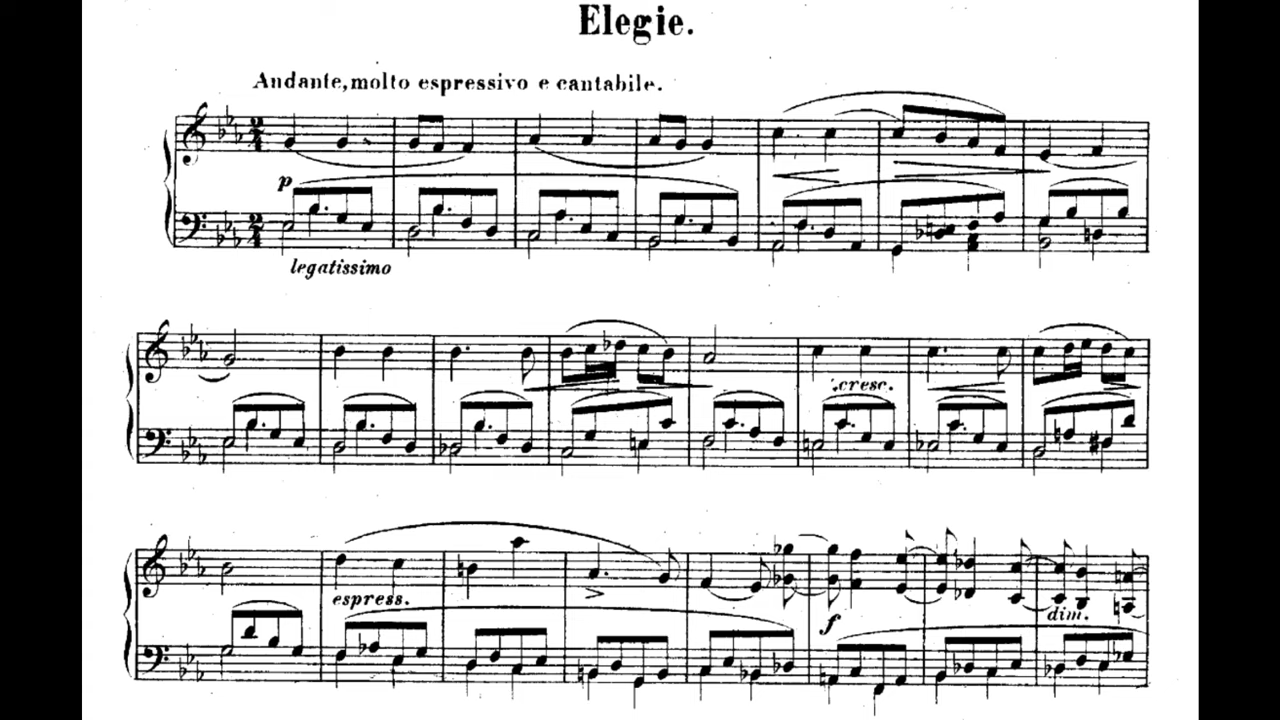 Elegie.
Andante, molto espressivo e cantabile.
p
legatissimo
cresc.
espress.
f
dim.